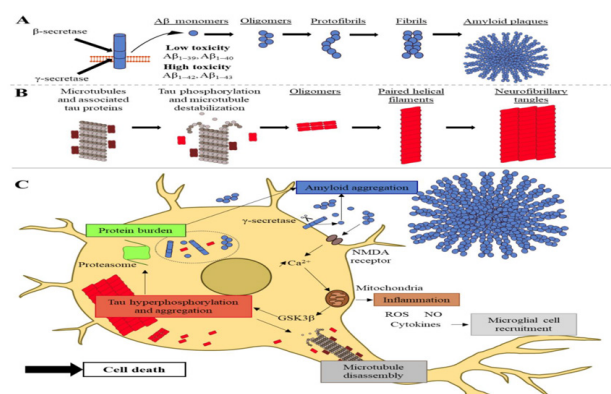 A
β-secretase
γ-secretase
Aβ monomers
Low toxicity
Aβ1–39, Aβ1–40
High toxicity
Aβ1–42, Aβ1–43
Oligomers
Protofibrils
Fibrils
Amyloid plaques
B
Microtubules
and associated
tau proteins
Tau phosphorylation
and microtubule
destabilization
Oligomers
Paired helical
filaments
Neurofibrillary
tangles
C
Amyloid aggregation
γ-secretase
Protein burden
Proteasome
NMDA
receptor
Ca2+
Mitochondria
Tau hyperphosphorylation
and aggregation
GSK3β
Inflammation
ROS NO
Cytokines
Microglial cell
recruitment
Cell death
Microtubule
disassembly